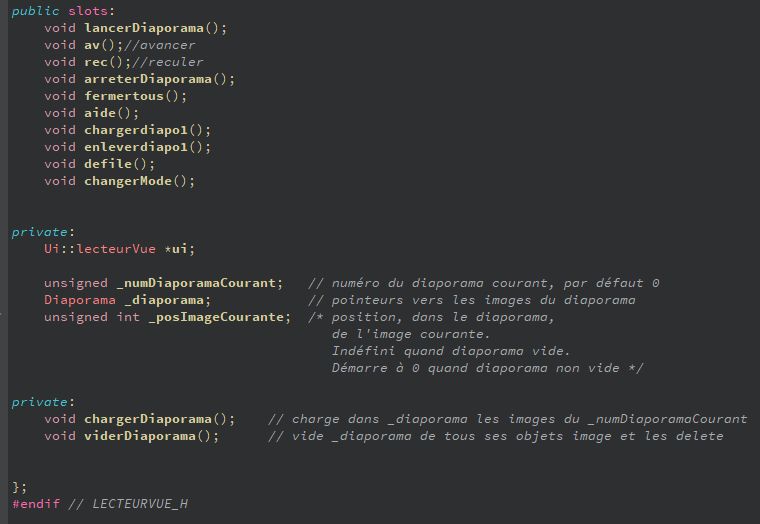 public slots:
    void lancerDiaporama();
    void av();//avancer
    void rec();//reculer
    void arreterDiaporama();
    void fermertous();
    void aide();
    void chargerdiapo1();
    void enleverdiapo1();
    void defile();
    void changerMode();
private:
    Ui::lecteurVue *ui;
    unsigned _numDiaporamaCourant;   // numéro du diaporama courant, par défaut 0
    Diaporama _diaporama;            // pointeurs vers les images du diaporama
    unsigned int _posImageCourante;  /* position, dans le diaporama,
                                        de l'image courante.
                                        Indéfini quand diaporama vide.
                                        Démarre à 0 quand diaporama non vide */
private:
    void chargerDiaporama();    // charge dans _diaporama les images du _numDiaporamaCourant
    void viderDiaporama();      // vide _diaporama de tous ses objets image et les delete
};
#endif // LECTEURVUE_H